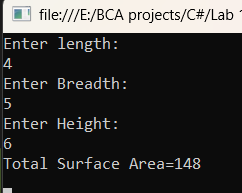 file:///E:/BCA projects/C#/Lab
Enter length:
4
Enter Breadth:
5
Enter Height:
6
Total Surface Area=148